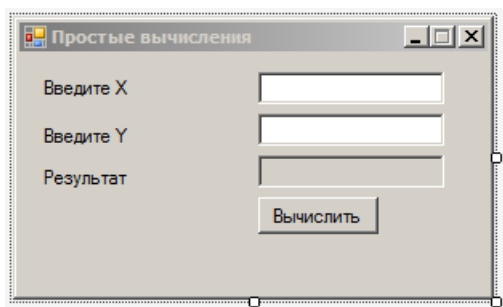 Простые вычисления
Введите X
Введите Y
Результат
Вычислить